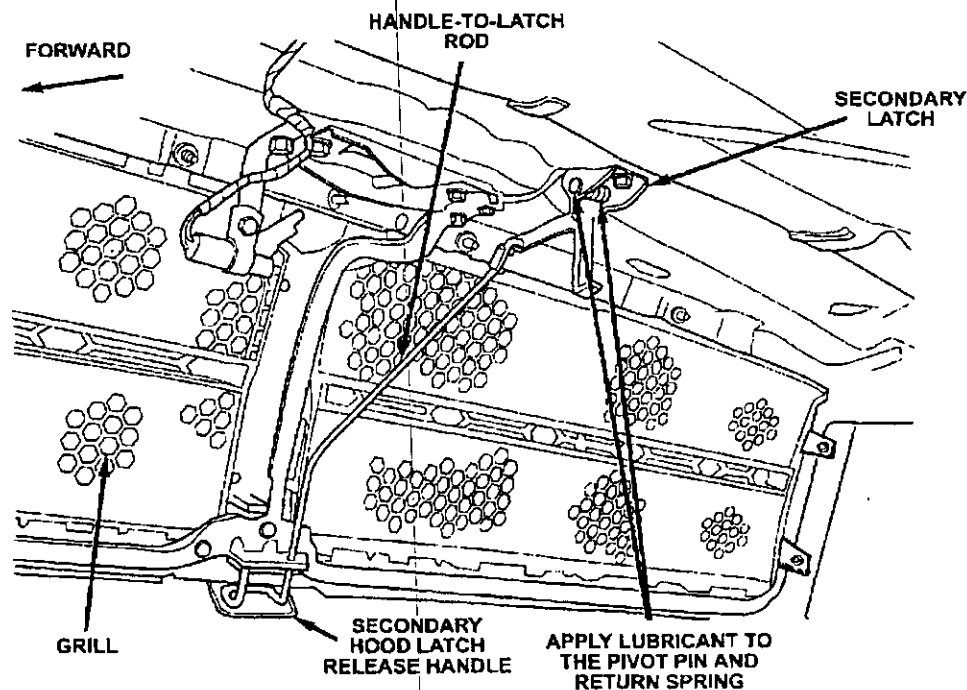 HANDLE-TO-LATCH
ROD
FORWARD
SECONDARY
LATCH
GRILL
SECONDARY
HOOD LATCH
RELEASE HANDLE
APPLY LUBRICANT TO
THE PIVOT PIN AND
RETURN SPRING